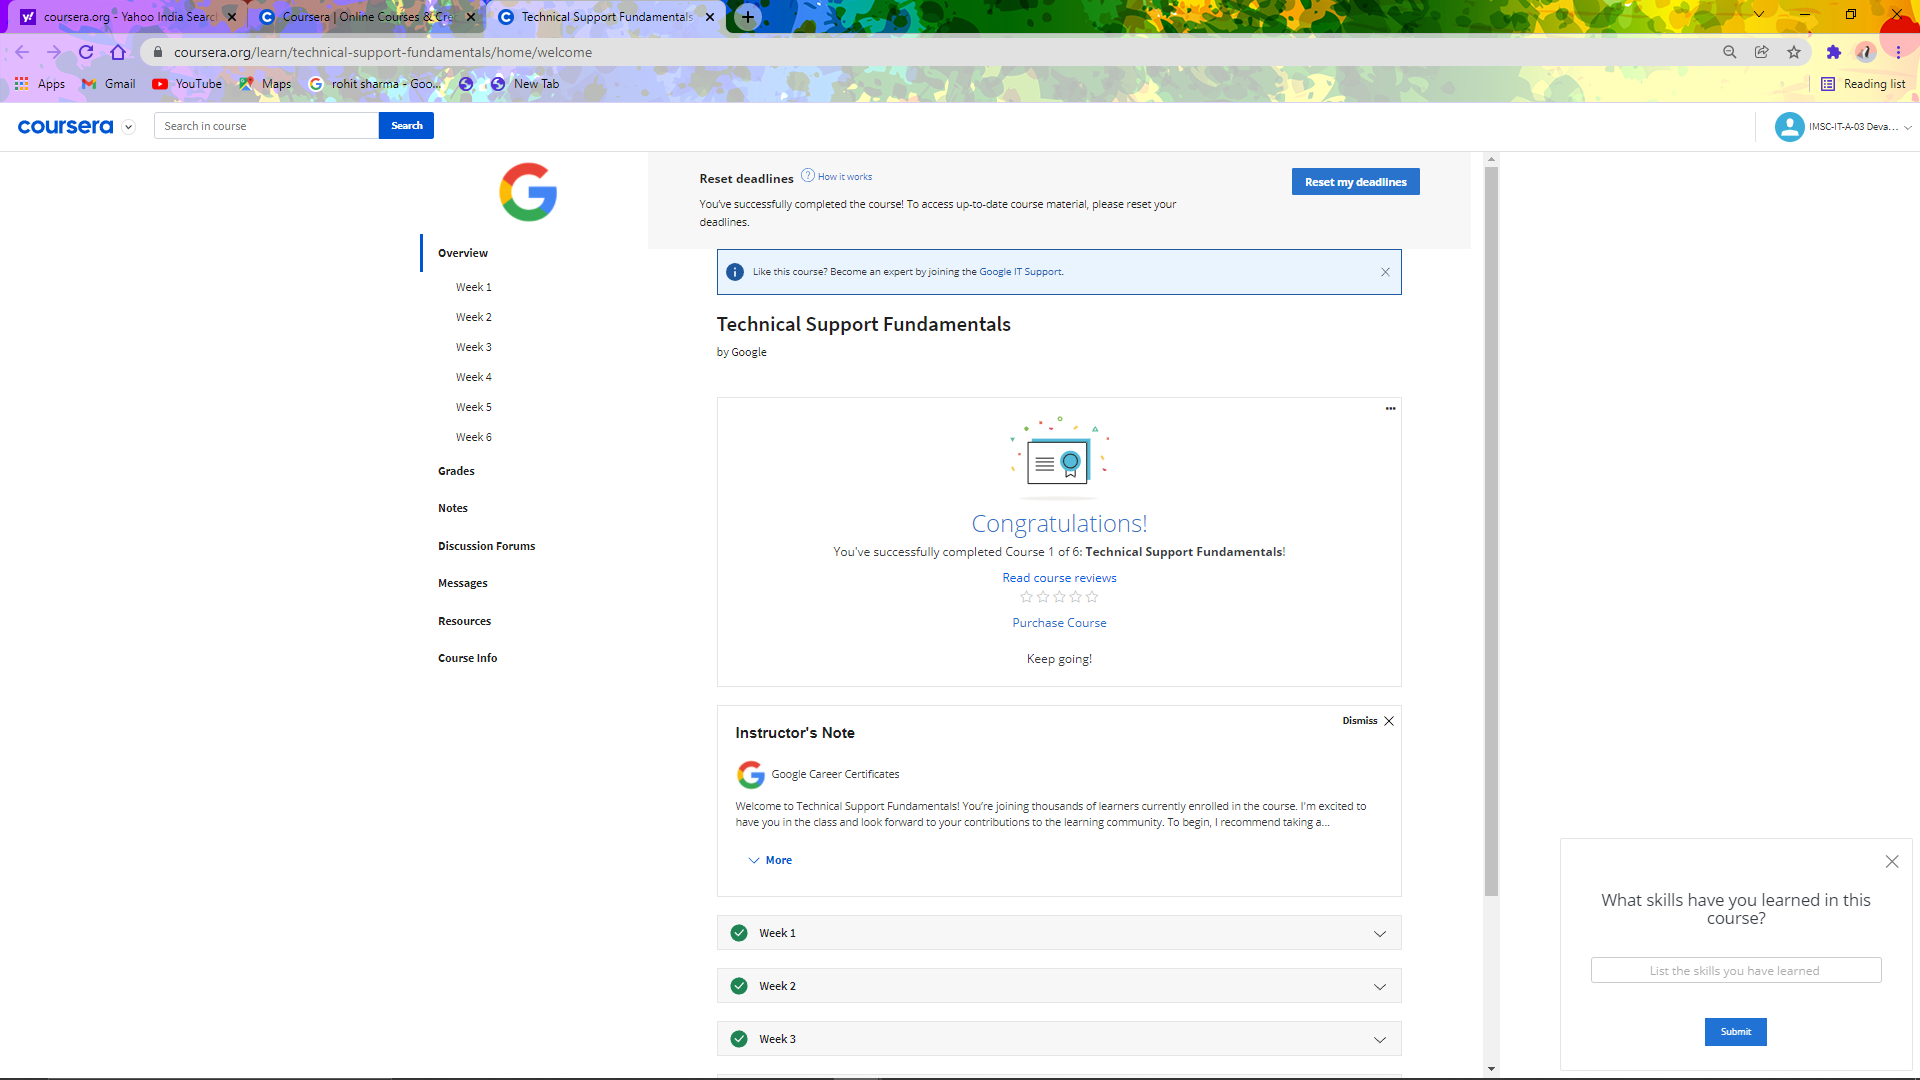 coursera.org - Yahoo India Search
Coursera | Online Courses & Cre
Technical Support Fundamentals
coursera.org/learn/technical-support-fundamentals/home/welcome
Apps
Gmail
YouTube
Maps
rohit sharma - Goo...
New Tab
Reading list
coursera
Search in course
Search
IMSC-IT-A-03 Deva...
Reset deadlines
? How it works
Reset my deadlines
You've successfully completed the course! To access up-to-date course material, please reset your
deadlines.
Like this course? Become an expert by joining the Google IT Support.
Overview
Week 1
Week 2
Week 3
Week 4
Week 5
Week 6
Grades
Notes
Discussion Forums
Messages
Resources
Course Info
Technical Support Fundamentals
by Google
Congratulations!
You've successfully completed Course 1 of 6: Technical Support Fundamentals!
Read course reviews
Purchase Course
Keep going!
Dismiss
Instructor's Note
Google Career Certificates
Welcome to Technical Support Fundamentals! You're joining thousands of learners currently enrolled in the course. I'm excited to
have you in the class and look forward to your contributions to the learning community. To begin, I recommend taking a...
More
Week 1
Week 2
Week 3
What skills have you learned in this
course?
List the skills you have learned
Submit